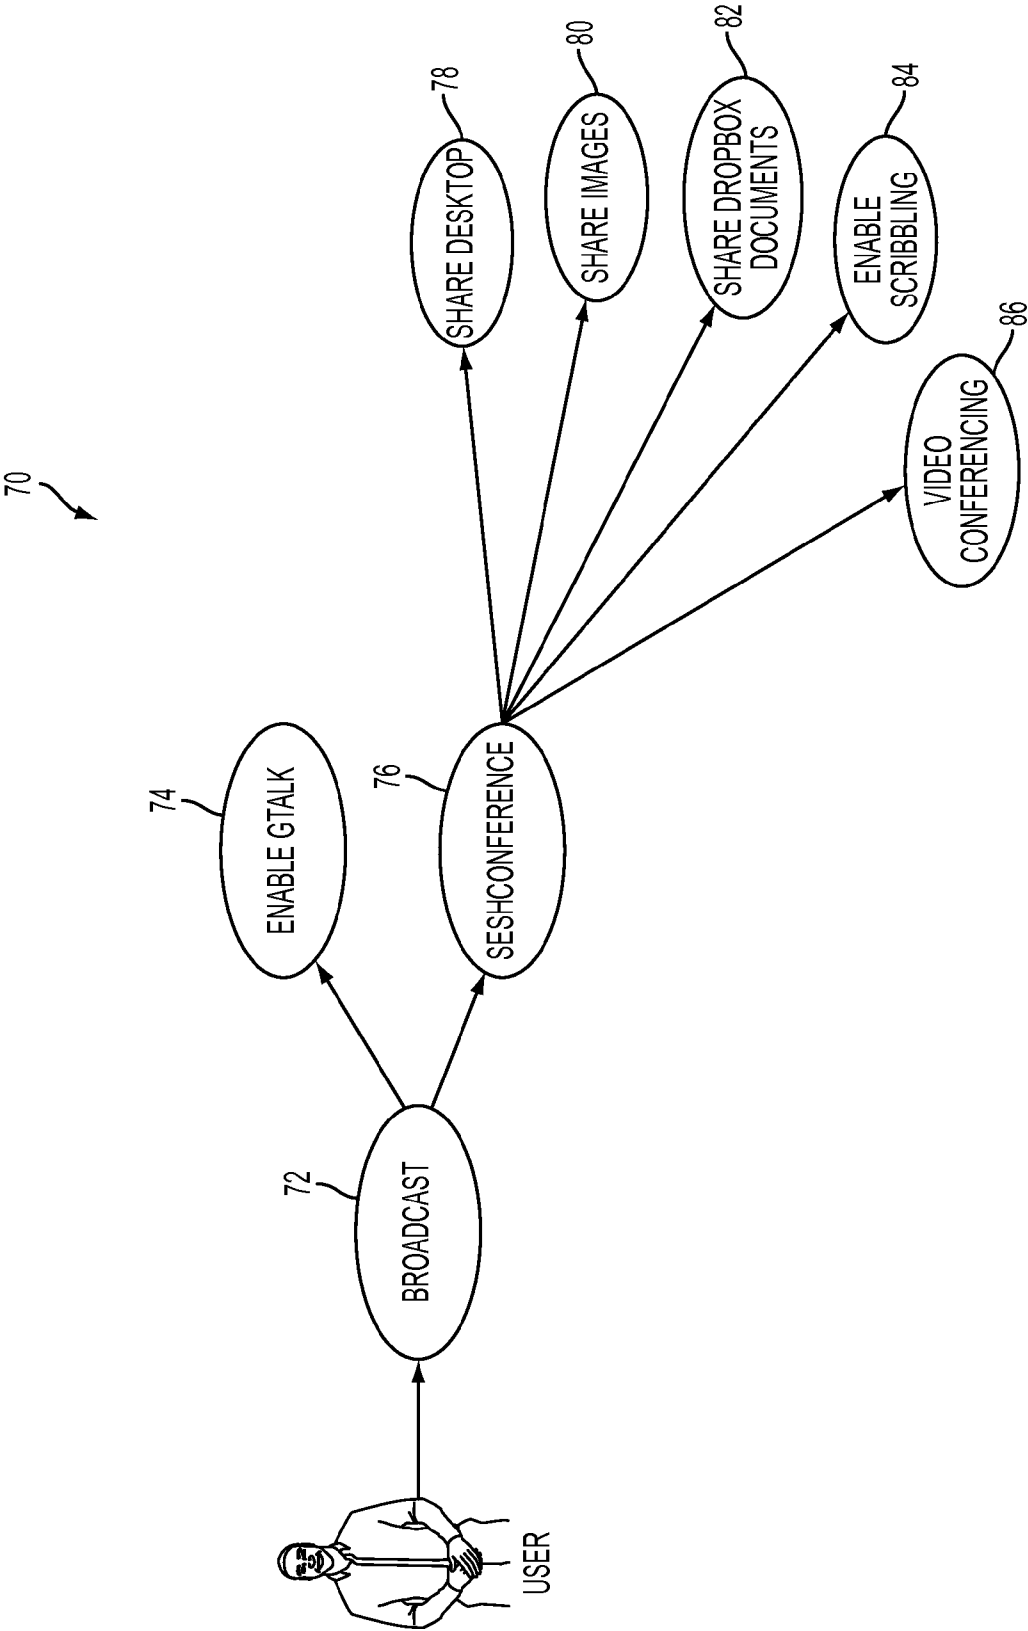 70
USER
BROADCAST
72
ENABLE GTALK
74
SESHCONFERENCE
76
SHARE DESKTOP
78
SHARE IMAGES
80
SHARE DROPBOX
DOCUMENTS
82
ENABLE
SCRIBBLING
84
VIDEO
CONFERENCING
86